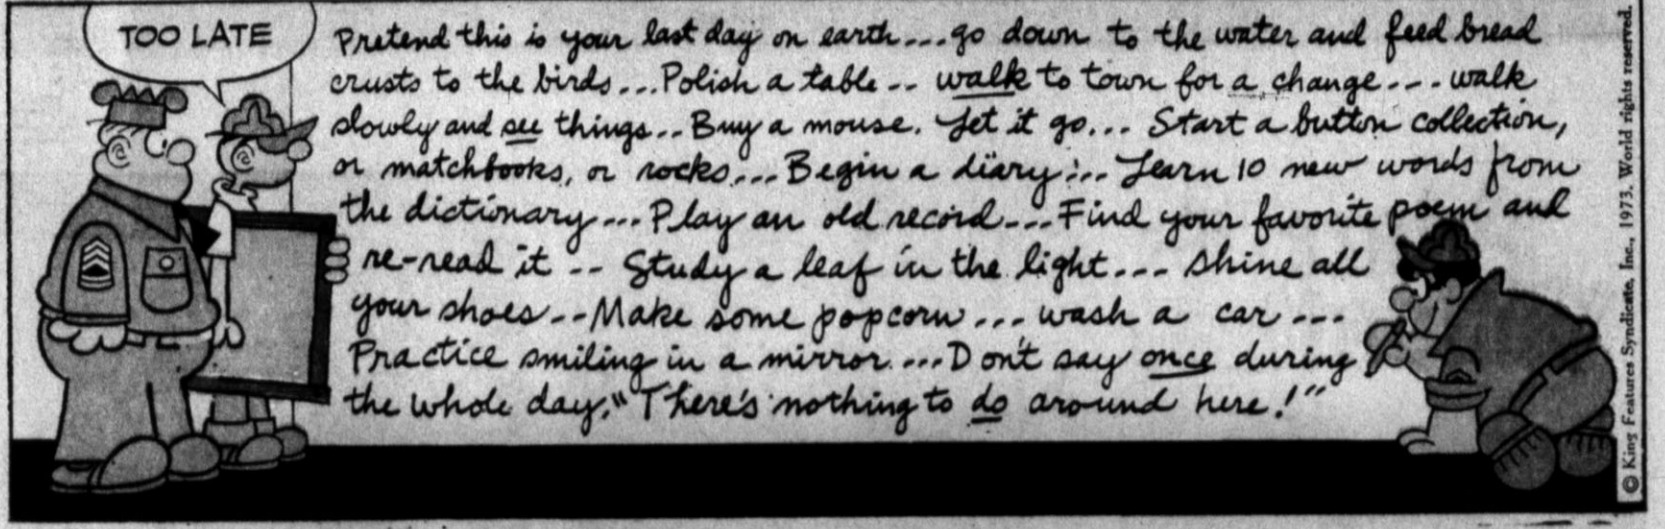 TOO LATE
Pretend this is your last day on earth...go down to the water and feed bread
crusts to the birds...Polish a table.. walk to town for a change... walk
slowly and see things.. Buy a mouse. Let it go... Start a button collection,
or matchbooks, or rocks... Begin a diary... Learn 10 new words from
the dictionary... Play an old record... Find your favorite poem and
re-read it .. Study a leaf in the light... Shine all
your shoes..Make some popcorn... wash a car ...
Practice smiling in a mirror....Don't say once during
the whole day, "There's nothing to do around here!"
© King Features Syndicate, Inc., 1973. World rights reserved.